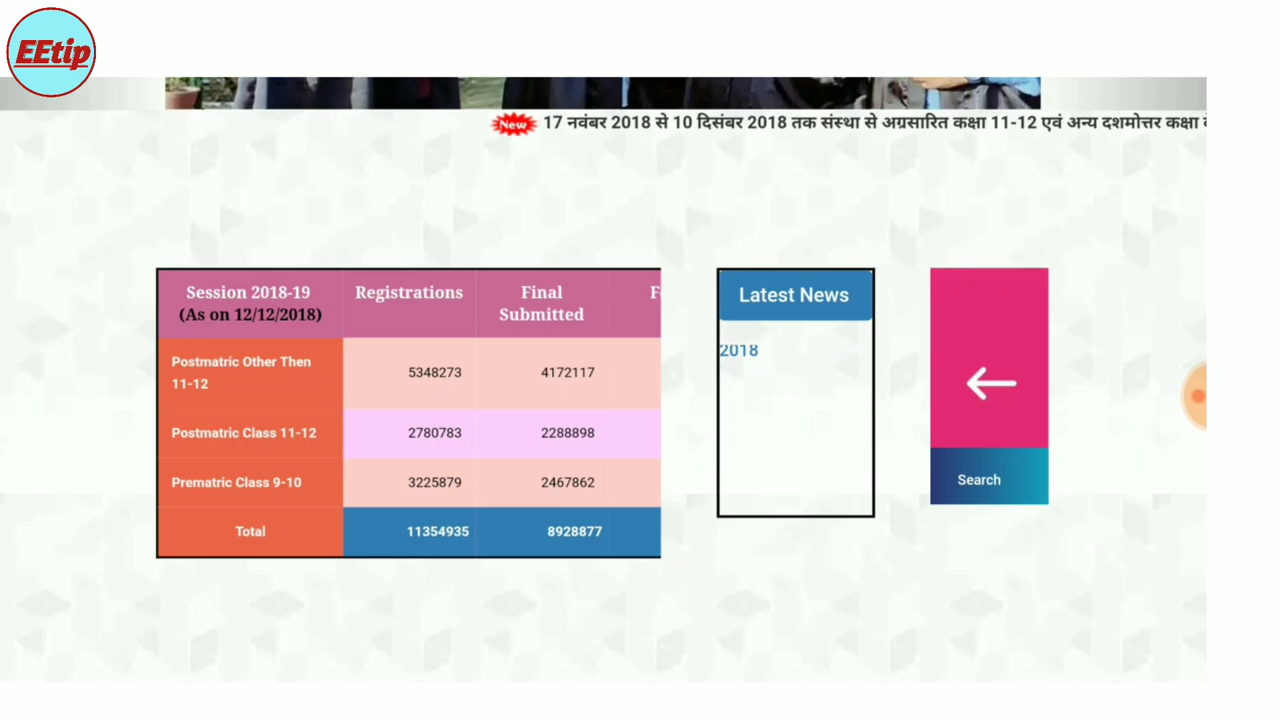 EEtip
New 17 नवंबर 2018 से 10 दिसंबर 2018 तक संस्था से अग्रसारित कक्षा 11-12 एवं अन्य दशमोत्तर कक्षा
Session 2018-19 Registrations Final
(As on 12/12/2018) Submitted
Postmatric Other Then
11-12 5348273 4172117
Postmatric Class 11-12 2780783 2288898
Prematric Class 9-10 3225879 2467862
Total 11354935 8928877
Latest News
2018
Search